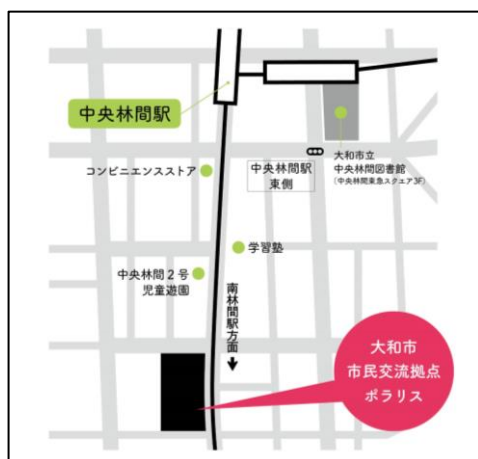 中央林間駅
コンビニエンスストア
中央林間駅
東側
大和市立
中央林間図書館
(中央林間東急スクエア3F)
学習塾
中央林間2号
児童遊園
南林間駅方面
大和市
市民交流拠点
ポラリス